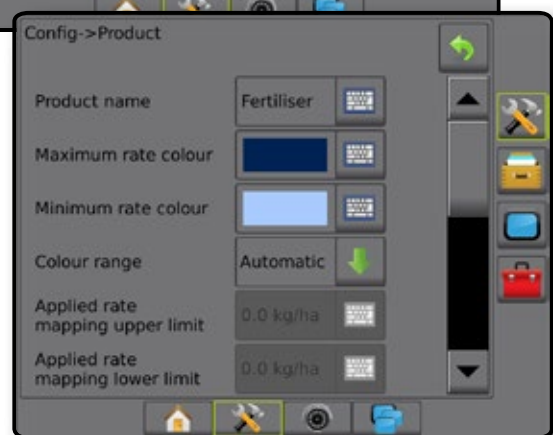 Config->Product
Product name Fertiliser
Maximum rate colour
Minimum rate colour
Colour range Automatic
Applied rate
mapping upper limit 0.0 kg/ha
Applied rate
mapping lower limit 0.0 kg/ha